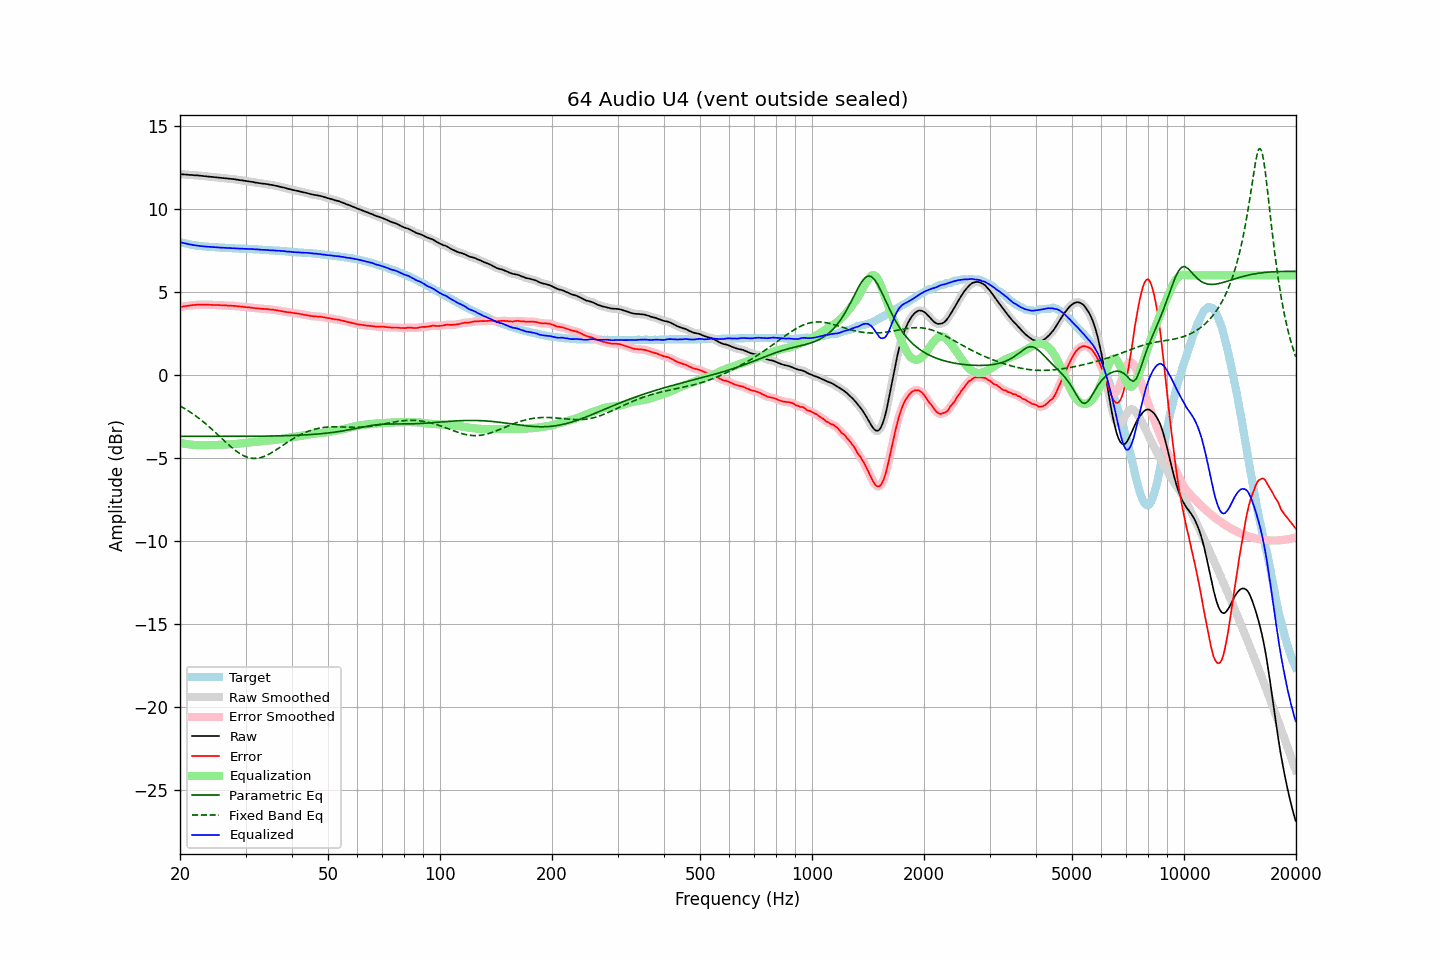 64 Audio U4 (vent outside sealed)
15
10
5
0
−5
−10
−15
−20
−25
Amplitude (dBr)
Target
Raw Smoothed
Error Smoothed
Raw
Error
Equalization
Parametric Eq
Fixed Band Eq
Equalized
20 50 100 200 500 1000 2000 5000 10000 20000
Frequency (Hz)